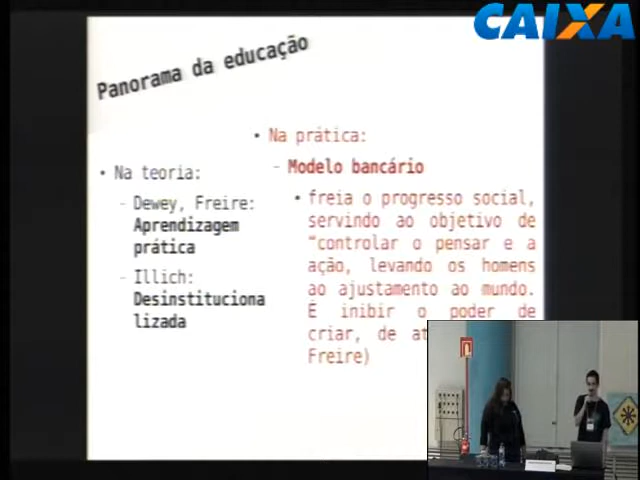 CAIXA
Panorama da educação
• Na teoria:
– Dewey, Freire:
Aprendizagem
prática
– Illich:
Desinstituciona
lizada
• Na prática:
– Modelo bancário
• freia o progresso social,
servindo ao objetivo de
“controlar o pensar e a
ação, levando os homens
ao ajustamento ao mundo.
É inibir o poder de
criar, de
Freire)